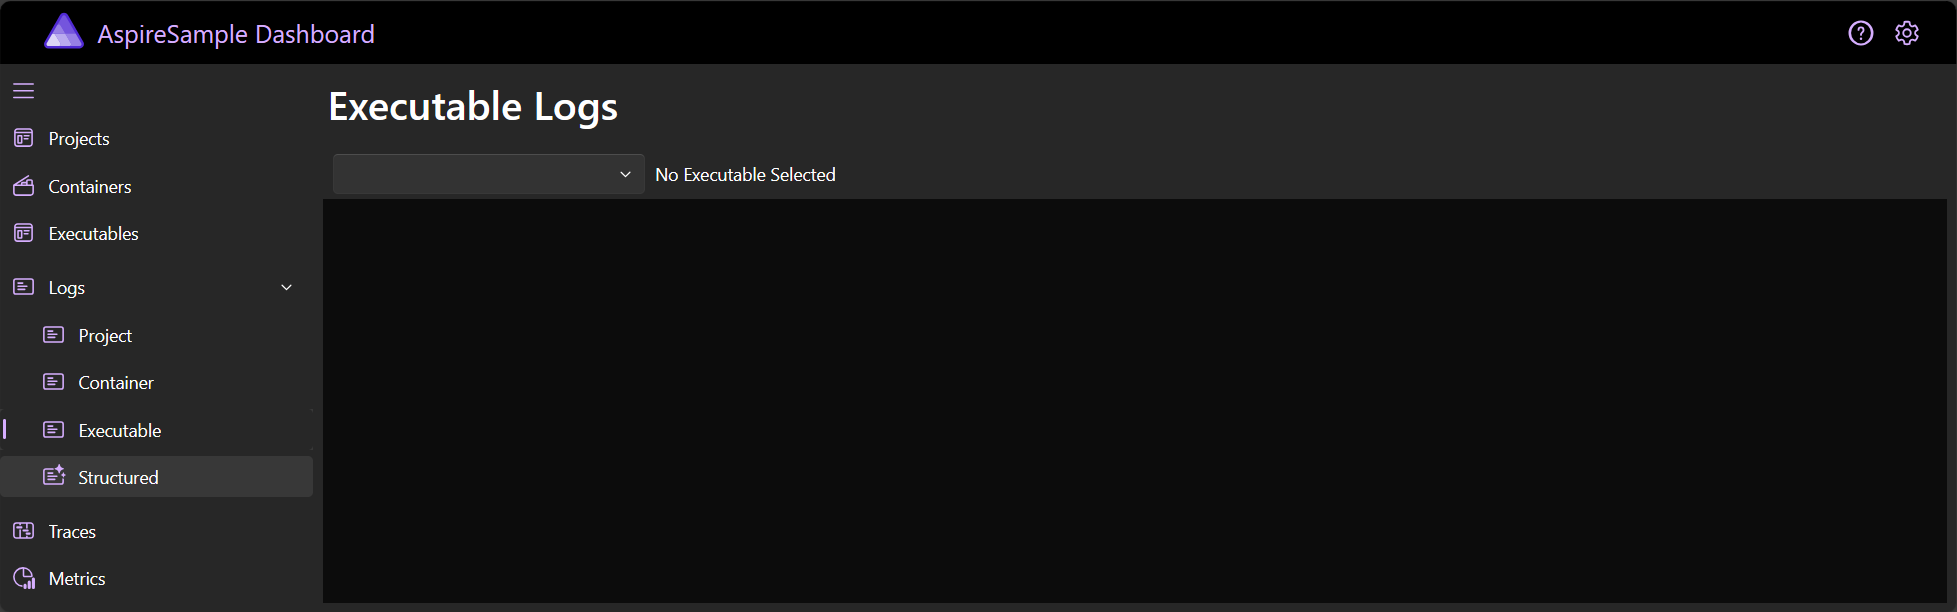 AspireSample Dashboard
Projects
Containers
Executables
Logs
Project
Container
Executable
Structured
Traces
Metrics
Executable Logs
No Executable Selected